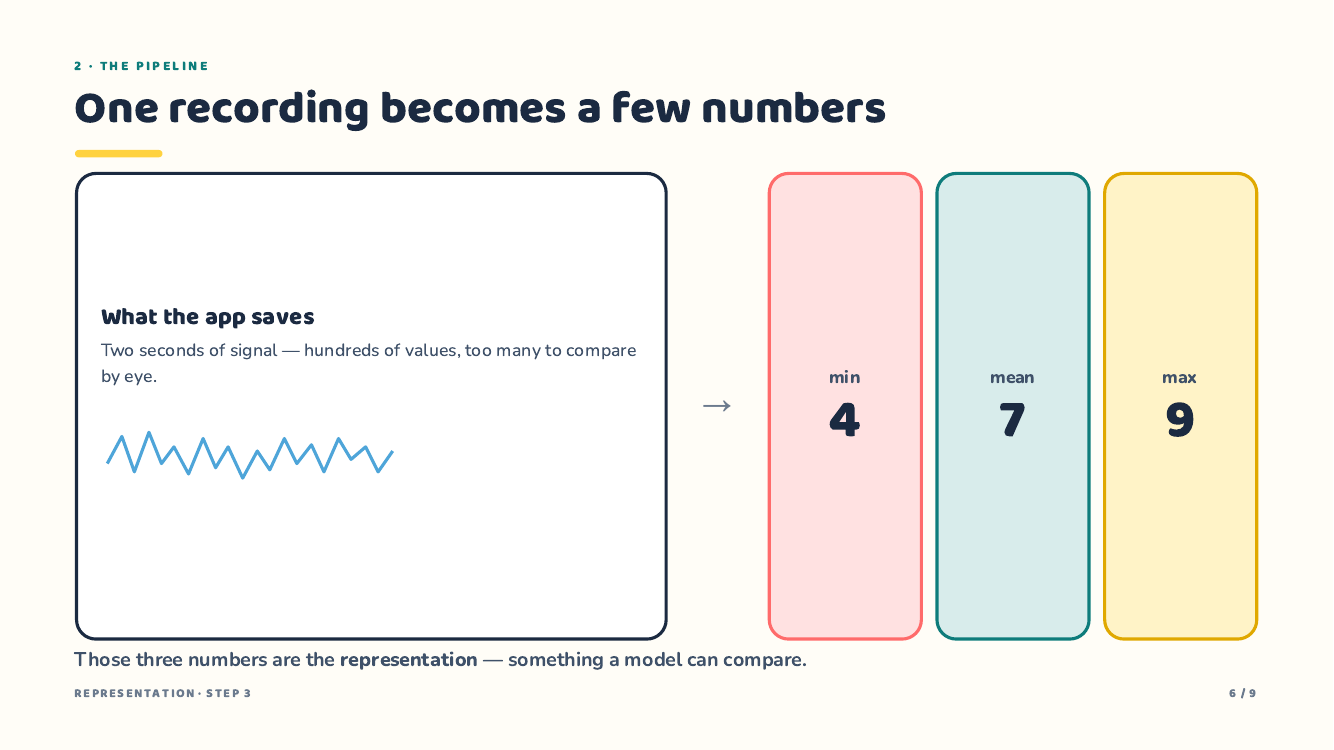 2 · THE PIPELINE
One recording becomes a few numbers
What the app saves
Two seconds of signal — hundreds of values, too many to compare
by eye.
→
min
4
mean
7
max
9
Those three numbers are the representation — something a model can compare.
REPRESENTATION · STEP 3
6 / 9